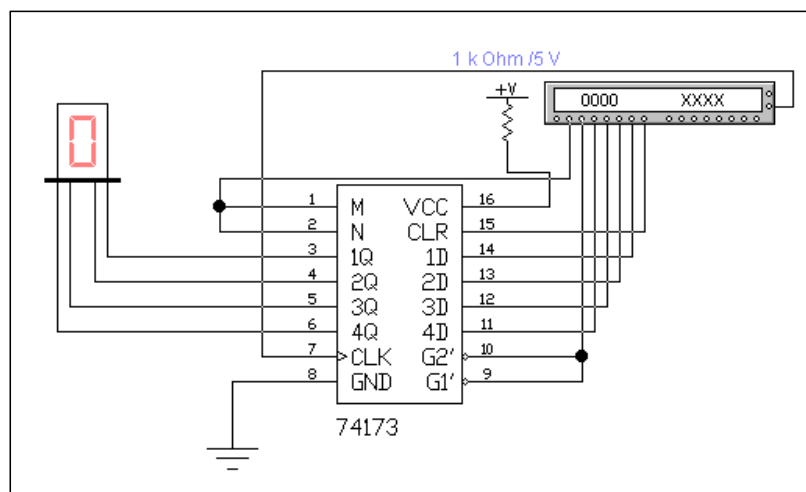 1 k Ohm /5 V
+V
0000 XXXX
0
1 M VCC 16
2 N CLR 15
3 1Q 1D 14
4 2Q 2D 13
5 3Q 3D 12
6 4Q 4D 11
7 CLK G2' 10
8 GND G1' 9
74173